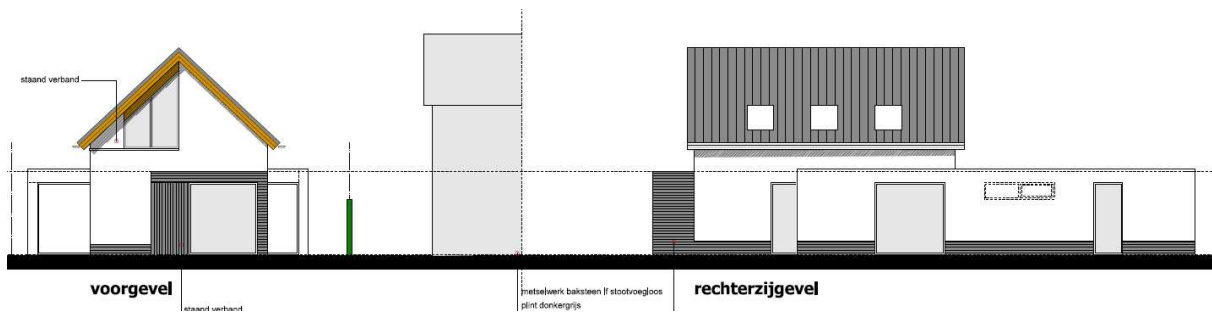 staand verband
voorgevel
staand verband
metselwerk baksteen lf stootvoegloos
plint donkergrijs
rechterzijgevel